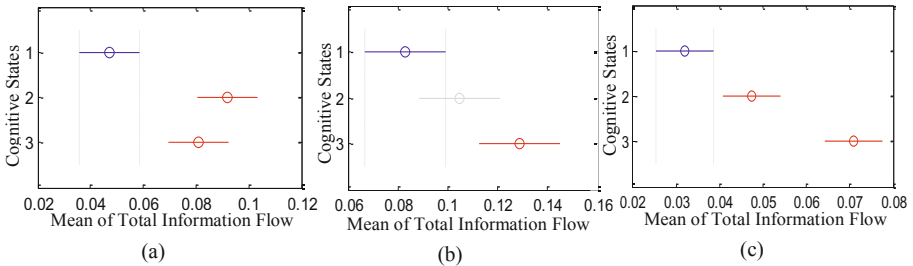 Cognitive States
1
2
3
0.02 0.04 0.06 0.08 0.1 0.12
Mean of Total Information Flow
(a)
Cognitive States
1
2
3
0.06 0.08 0.1 0.12 0.14 0.16
Mean of Total Information Flow
(b)
Cognitive States
1
2
3
0.02 0.03 0.04 0.05 0.06 0.07 0.08
Mean of Total Information Flow
(c)